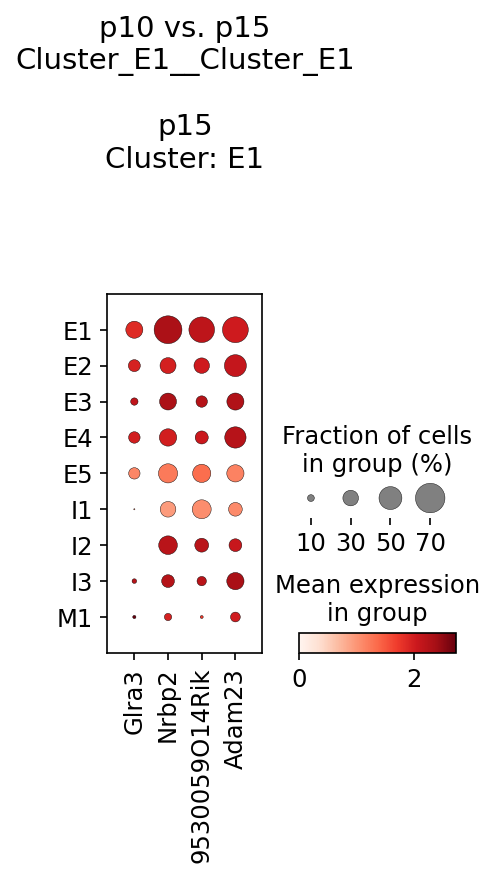 p10 vs. p15
Cluster_E1__Cluster_E1
p15
Cluster: E1
E1
E2
E3
E4
E5
I1
I2
I3
M1
Glra3
Nrbp2
9530059O14Rik
Adam23
Fraction of cells
in group (%)
10 30 50 70
Mean expression
in group
0 2